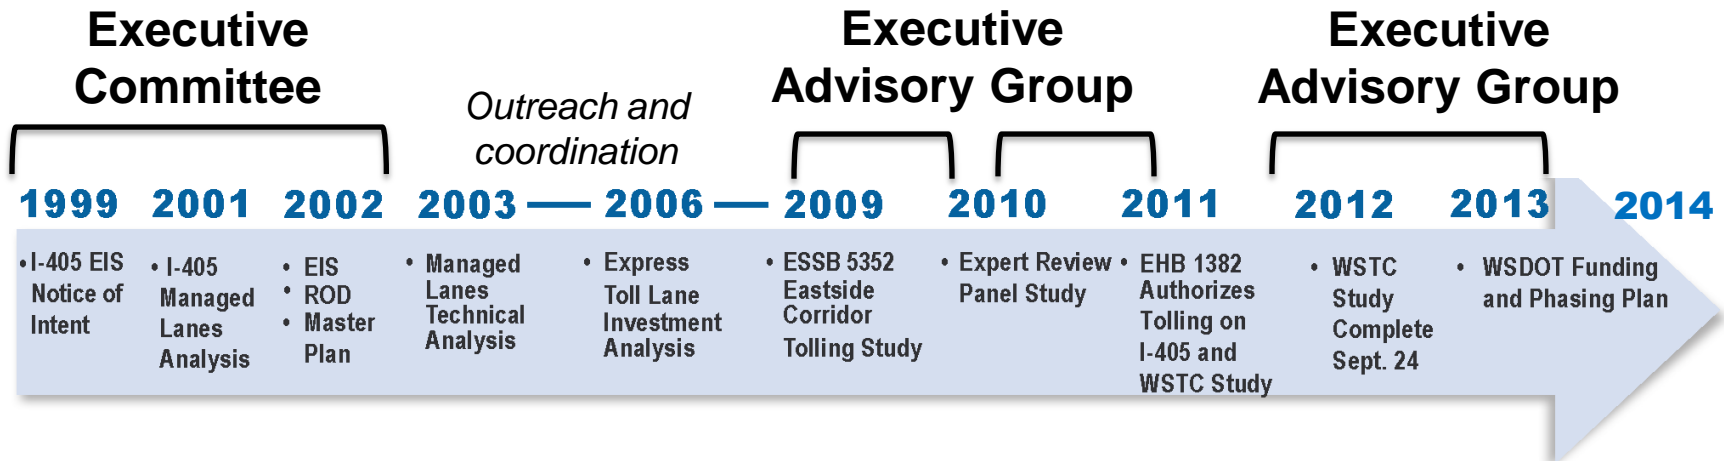 Executive
Committee
Outreach and
coordination
Executive
Advisory Group
Executive
Advisory Group
1999
2001
2002
2003
2006
2009
2010
2011
2012
2013
2014
• I-405 EIS
Notice of
Intent
• I-405
Managed
Lanes
Analysis
• EIS
• ROD
• Master
Plan
• Managed
Lanes
Technical
Analysis
• Express
Toll Lane
Investment
Analysis
• ESSB 5352
Eastside
Corridor
Tolling Study
• Expert Review
Panel Study
• EHB 1382
Authorizes
Tolling on
I-405 and
WSTC Study
• WSTC
Study
Complete
Sept. 24
• WSDOT Funding
and Phasing Plan